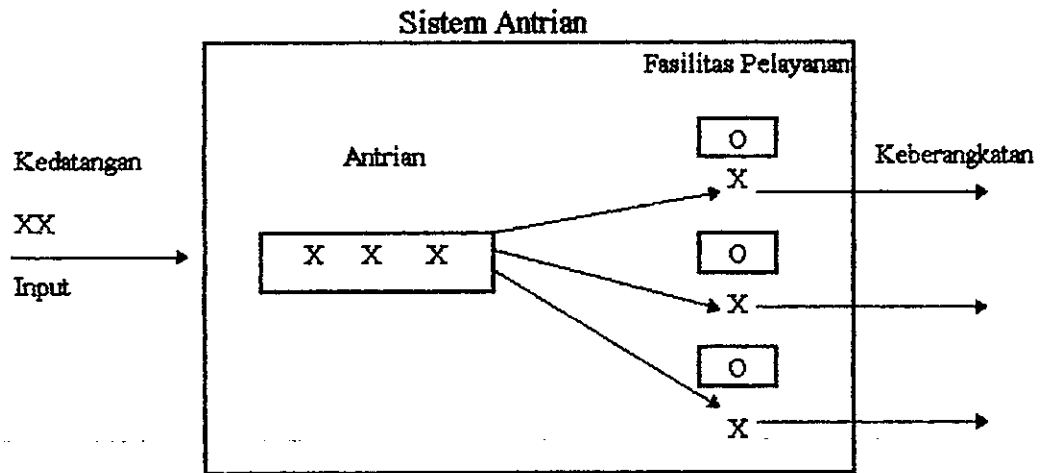 Sistem Antrian
Fasilitas Pelayanan
Kedatangan
Antrian
Keberangkatan
O
X
XX
X X X
O
Input
X
O
X